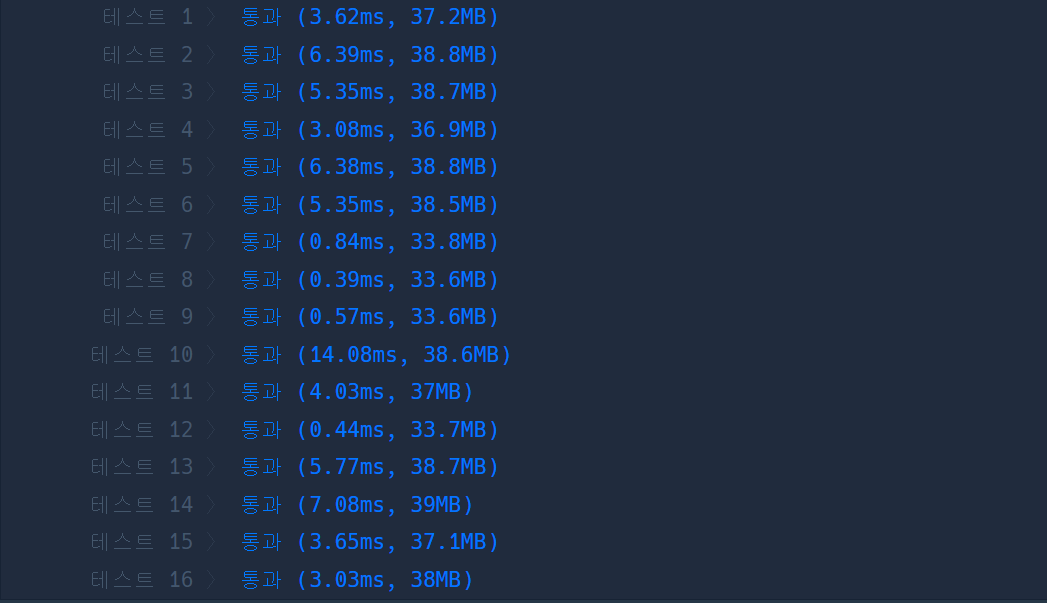 테스트 1 〉 통과 (3.62ms, 37.2MB)
테스트 2 〉 통과 (6.39ms, 38.8MB)
테스트 3 〉 통과 (5.35ms, 38.7MB)
테스트 4 〉 통과 (3.08ms, 36.9MB)
테스트 5 〉 통과 (6.38ms, 38.8MB)
테스트 6 〉 통과 (5.35ms, 38.5MB)
테스트 7 〉 통과 (0.84ms, 33.8MB)
테스트 8 〉 통과 (0.39ms, 33.6MB)
테스트 9 〉 통과 (0.57ms, 33.6MB)
테스트 10 〉 통과 (14.08ms, 38.6MB)
테스트 11 〉 통과 (4.03ms, 37MB)
테스트 12 〉 통과 (0.44ms, 33.7MB)
테스트 13 〉 통과 (5.77ms, 38.7MB)
테스트 14 〉 통과 (7.08ms, 39MB)
테스트 15 〉 통과 (3.65ms, 37.1MB)
테스트 16 〉 통과 (3.03ms, 38MB)